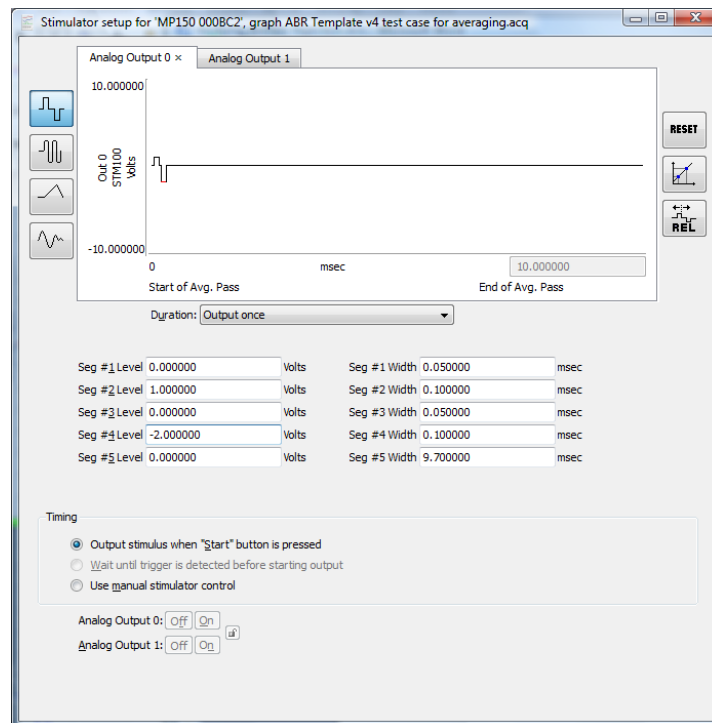 Stimulator setup for 'MP150 000BC2', graph ABR Template v4 test case for averaging.acq
Analog Output 0 × Analog Output 1
10.000000
Out 0
STM100
Volts
-10.000000
0 msec 10.000000
Start of Avg. Pass End of Avg. Pass
RESET
REL
Duration: Output once
Seg #1 Level 0.000000 Volts Seg #1 Width 0.050000 msec
Seg #2 Level 1.000000 Volts Seg #2 Width 0.100000 msec
Seg #3 Level 0.000000 Volts Seg #3 Width 0.050000 msec
Seg #4 Level -2.000000 Volts Seg #4 Width 0.100000 msec
Seg #5 Level 0.000000 Volts Seg #5 Width 9.700000 msec
Timing
Output stimulus when "Start" button is pressed
Wait until trigger is detected before starting output
Use manual stimulator control
Analog Output 0: Off On
Analog Output 1: Off On